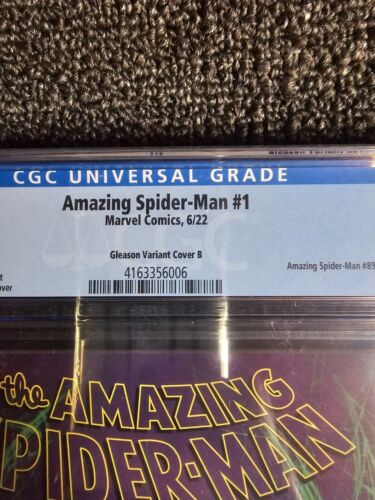 CGC UNIVERSAL GRADE
Amazing Spider-Man #1
Marvel Comics, 6/22
Gleason Variant Cover B
Amazing Spider-Man #89
4163356006
the AMAZING
SPIDER-MAN